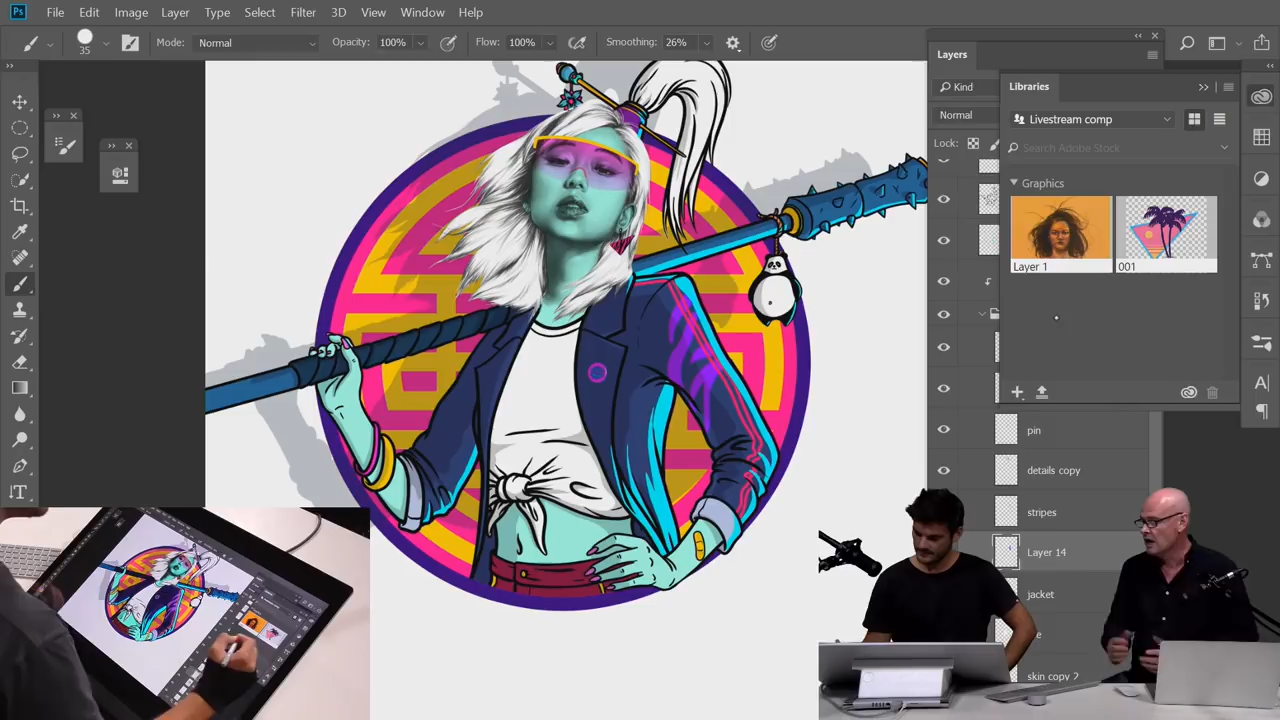 Ps File Edit Image Layer Type Select Filter 3D View Window Help
35 Mode: Normal Opacity: 100% Flow: 100% Smoothing: 26%
Layers
Kind
Normal
Lock:
Libraries
Livestream comp
Search Adobe Stock
Graphics
Layer 1
001
pin
details copy
stripes
Layer 14
jacket
skin copy 2